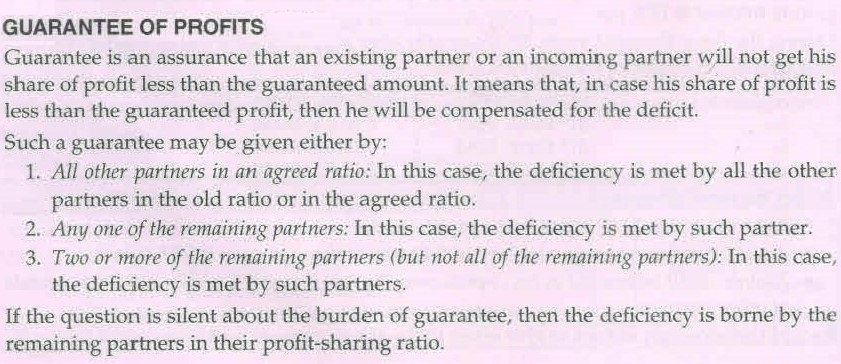 GUARANTEE OF PROFITS
Guarantee is an assurance that an existing partner or an incoming partner will not get his
share of profit less than the guaranteed amount. It means that, in case his share of profit is
less than the guaranteed profit, then he will be compensated for the deficit.
Such a guarantee may be given either by:
1. All other partners in an agreed ratio: In this case, the deficiency is met by all the other
partners in the old ratio or in the agreed ratio.
2. Any one of the remaining partners: In this case, the deficiency is met by such partner.
3. Two or more of the remaining partners (but not all of the remaining partners): In this case,
the deficiency is met by such partners.
If the question is silent about the burden of guarantee, then the deficiency is borne by the
remaining partners in their profit-sharing ratio.